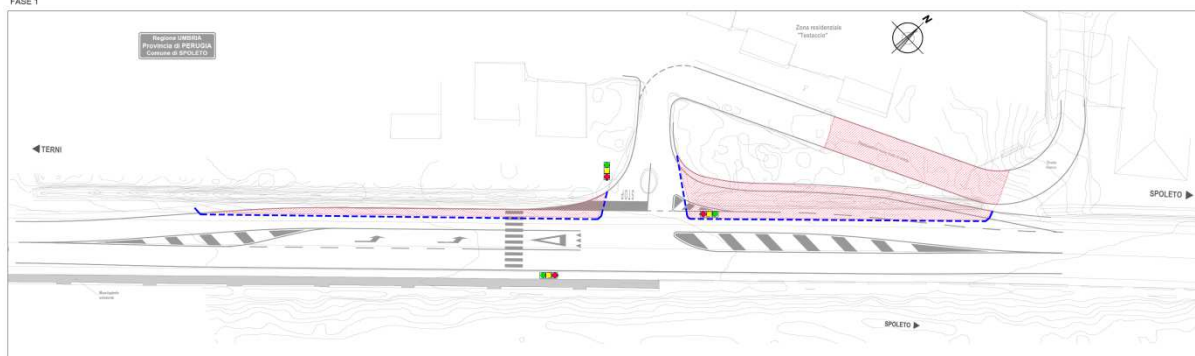 FASE 1
Regione UMBRIA
Provincia di PERUGIA
Comune di SPOLETO
Zona residenziale
"Testaccio"
N
TERNI
SPOLETO
SPOLETO